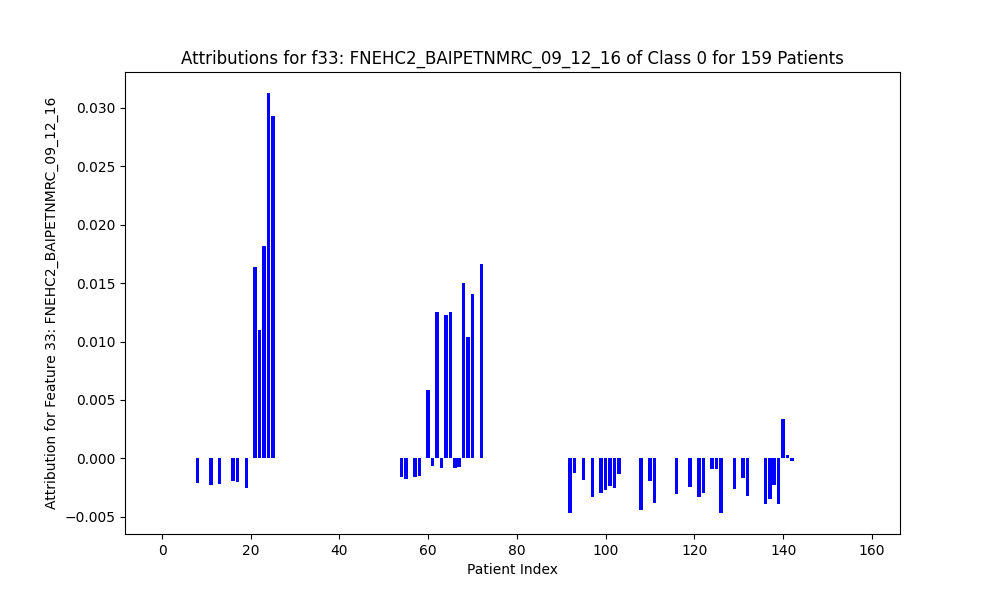 Attributions for f33: FNEHC2_BAIPETNMRC_09_12_16 of Class 0 for 159 Patients
Attribution for Feature 33: FNEHC2_BAIPETNMRC_09_12_16
0.030
0.025
0.020
0.015
0.010
0.005
0.000
−0.005
0 20 40 60 80 100 120 140 160
Patient Index